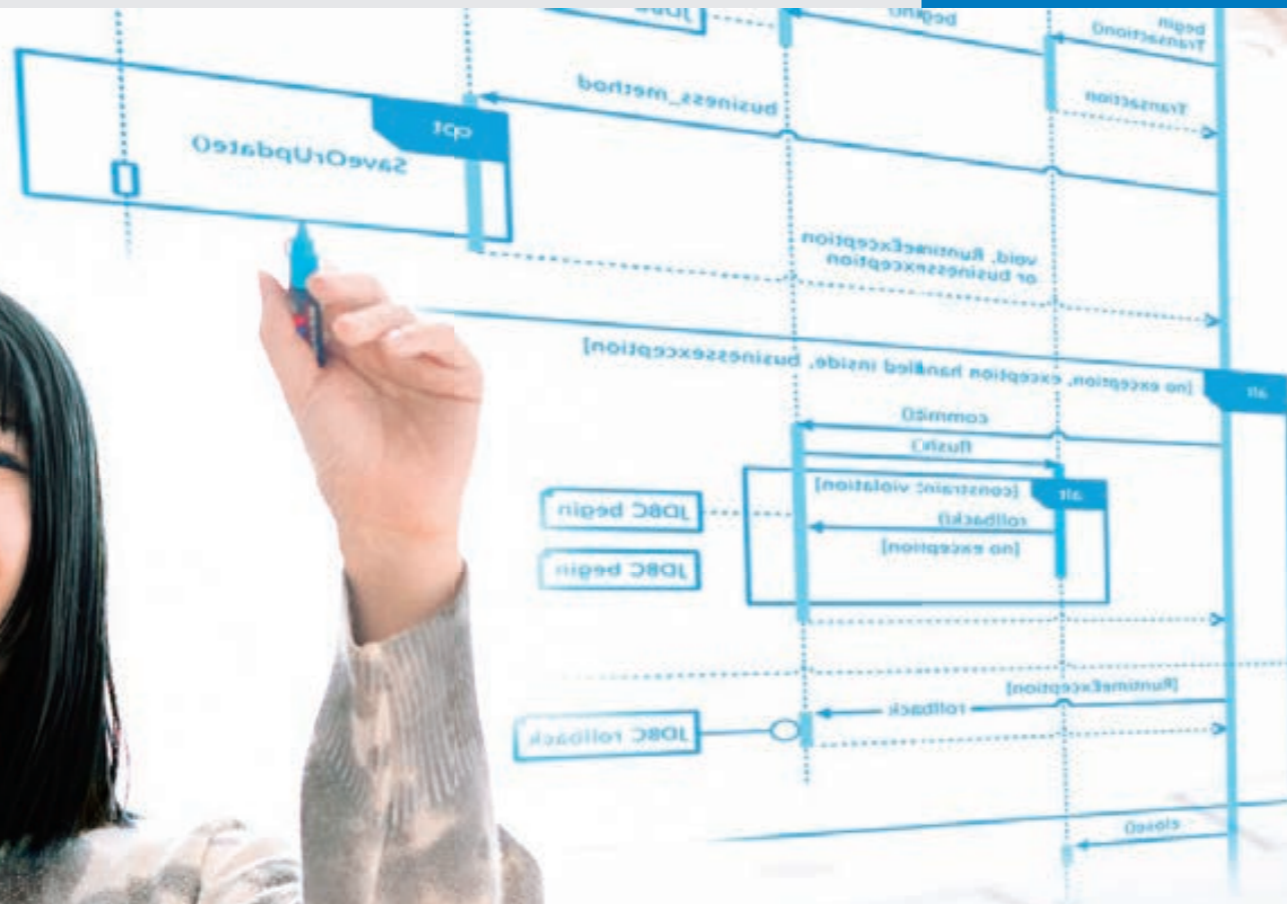 JDBC
begin()
begin
Transaction()
business_method
Transaction
opt
SaveOrUpdate()
void, RuntimeException
or businessexception
[no exception, exception handled inside, businessexception]
alt
commit()
flush()
[constraint violation]
alt
JDBC begin
rollback()
[no exception]
JDBC begin
[RuntimeException]
rollback
JDBC rollback
close()